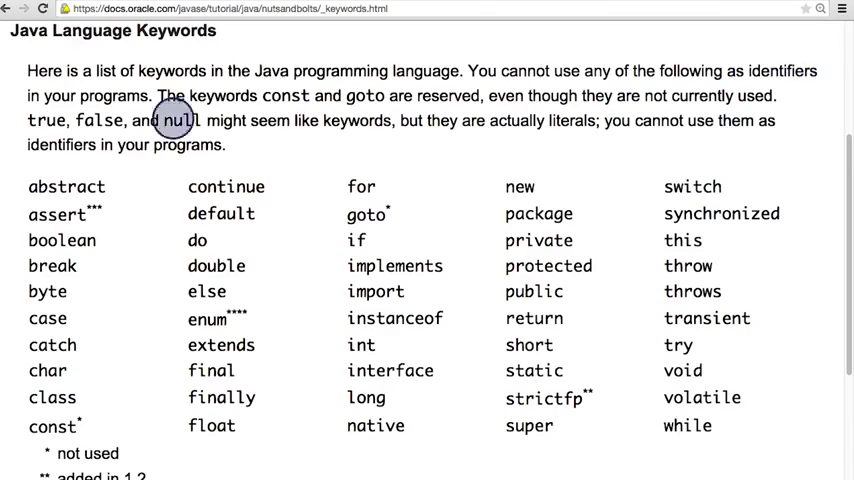 https://docs.oracle.com/javase/tutorial/java/nutsandbolts/_keywords.html
Java Language Keywords
Here is a list of keywords in the Java programming language. You cannot use any of the following as identifiers
in your programs. The keywords const and goto are reserved, even though they are not currently used.
true, false, and null might seem like keywords, but they are actually literals; you cannot use them as
identifiers in your programs.
abstract continue for new switch
assert*** default goto* package synchronized
boolean do if private this
break double implements protected throw
byte else import public throws
case enum**** instanceof return transient
catch extends int short try
char final interface static void
class finally long strictfp** volatile
const* float native super while
* not used
** added in 1.2